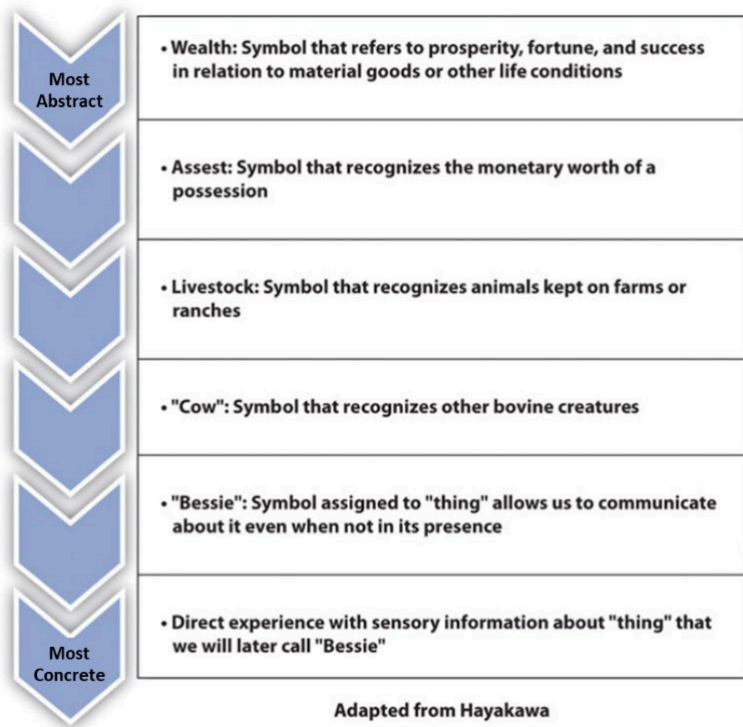 Most
Abstract
• Wealth: Symbol that refers to prosperity, fortune, and success
in relation to material goods or other life conditions
• Assest: Symbol that recognizes the monetary worth of a
possession
• Livestock: Symbol that recognizes animals kept on farms or
ranches
• "Cow": Symbol that recognizes other bovine creatures
• "Bessie": Symbol assigned to "thing" allows us to communicate
about it even when not in its presence
• Direct experience with sensory information about "thing" that
we will later call "Bessie"
Most
Concrete
Adapted from Hayakawa